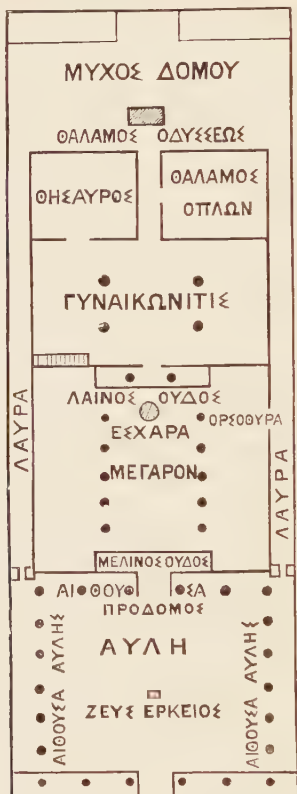 ΜΥΧΟΣ ΔΟΜΟΥ
ΘΑΛΑΜΟΣ ΟΔΥΣΣΕΩΣ
ΘΗΣΑΥΡΟΣ
ΘΑΛΑΜΟΣ
ΟΠΛΩΝ
ΓΥΝΑΙΚΩΝΙΤΙΣ
ΛΑΙΝΟΣ ΟΥΔΟΣ
ΟΡΣΟΘΥΡΑ
ΕΣΧΑΡΑ
ΛΑΥΡΑ
ΜΕΓΑΡΟΝ
ΛΑΥΡΑ
ΜΕΛΙΝΟΣ ΟΥΔΟΣ
ΑΙΘΟΥΣΑ
ΠΡΟΔΟΜΟΣ
ΑΥΛΗ
ΑΙΘΟΥΣΑ ΑΥΛΗΣ
ΑΙΘΟΥΣΑ ΑΥΛΗΣ
ΖΕΥΣ ΕΡΚΕΙΟΣ